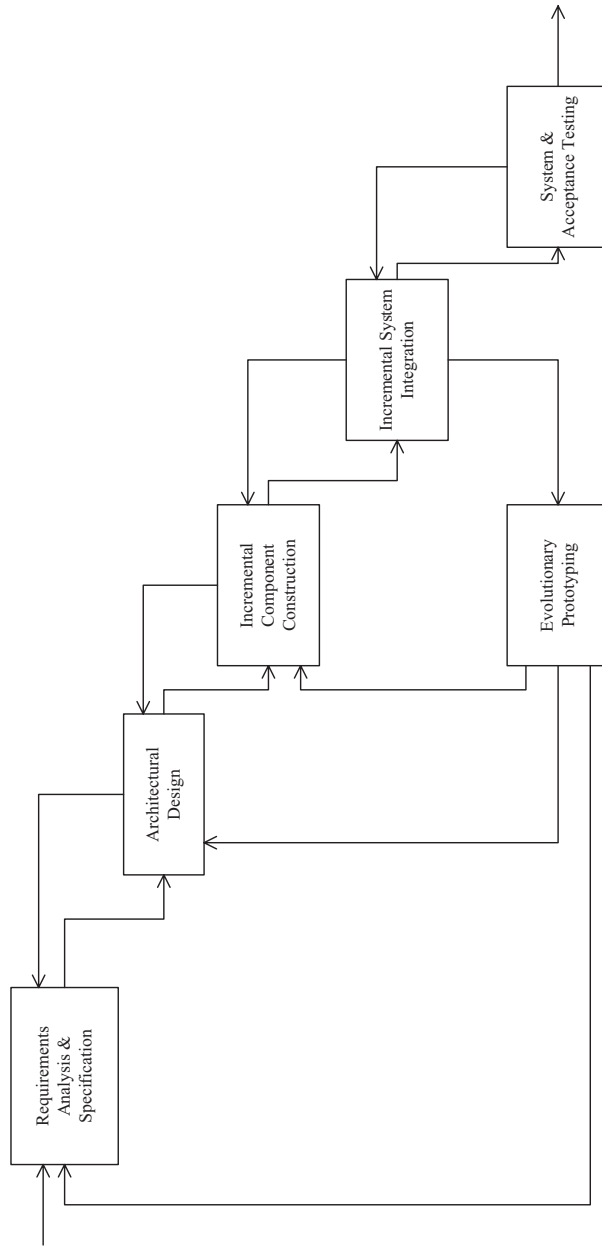 Requirements
Analysis &
Specification
Architectural
Design
Incremental
Component
Construction
Incremental System
Integration
System &
Acceptance Testing
Evolutionary
Prototyping